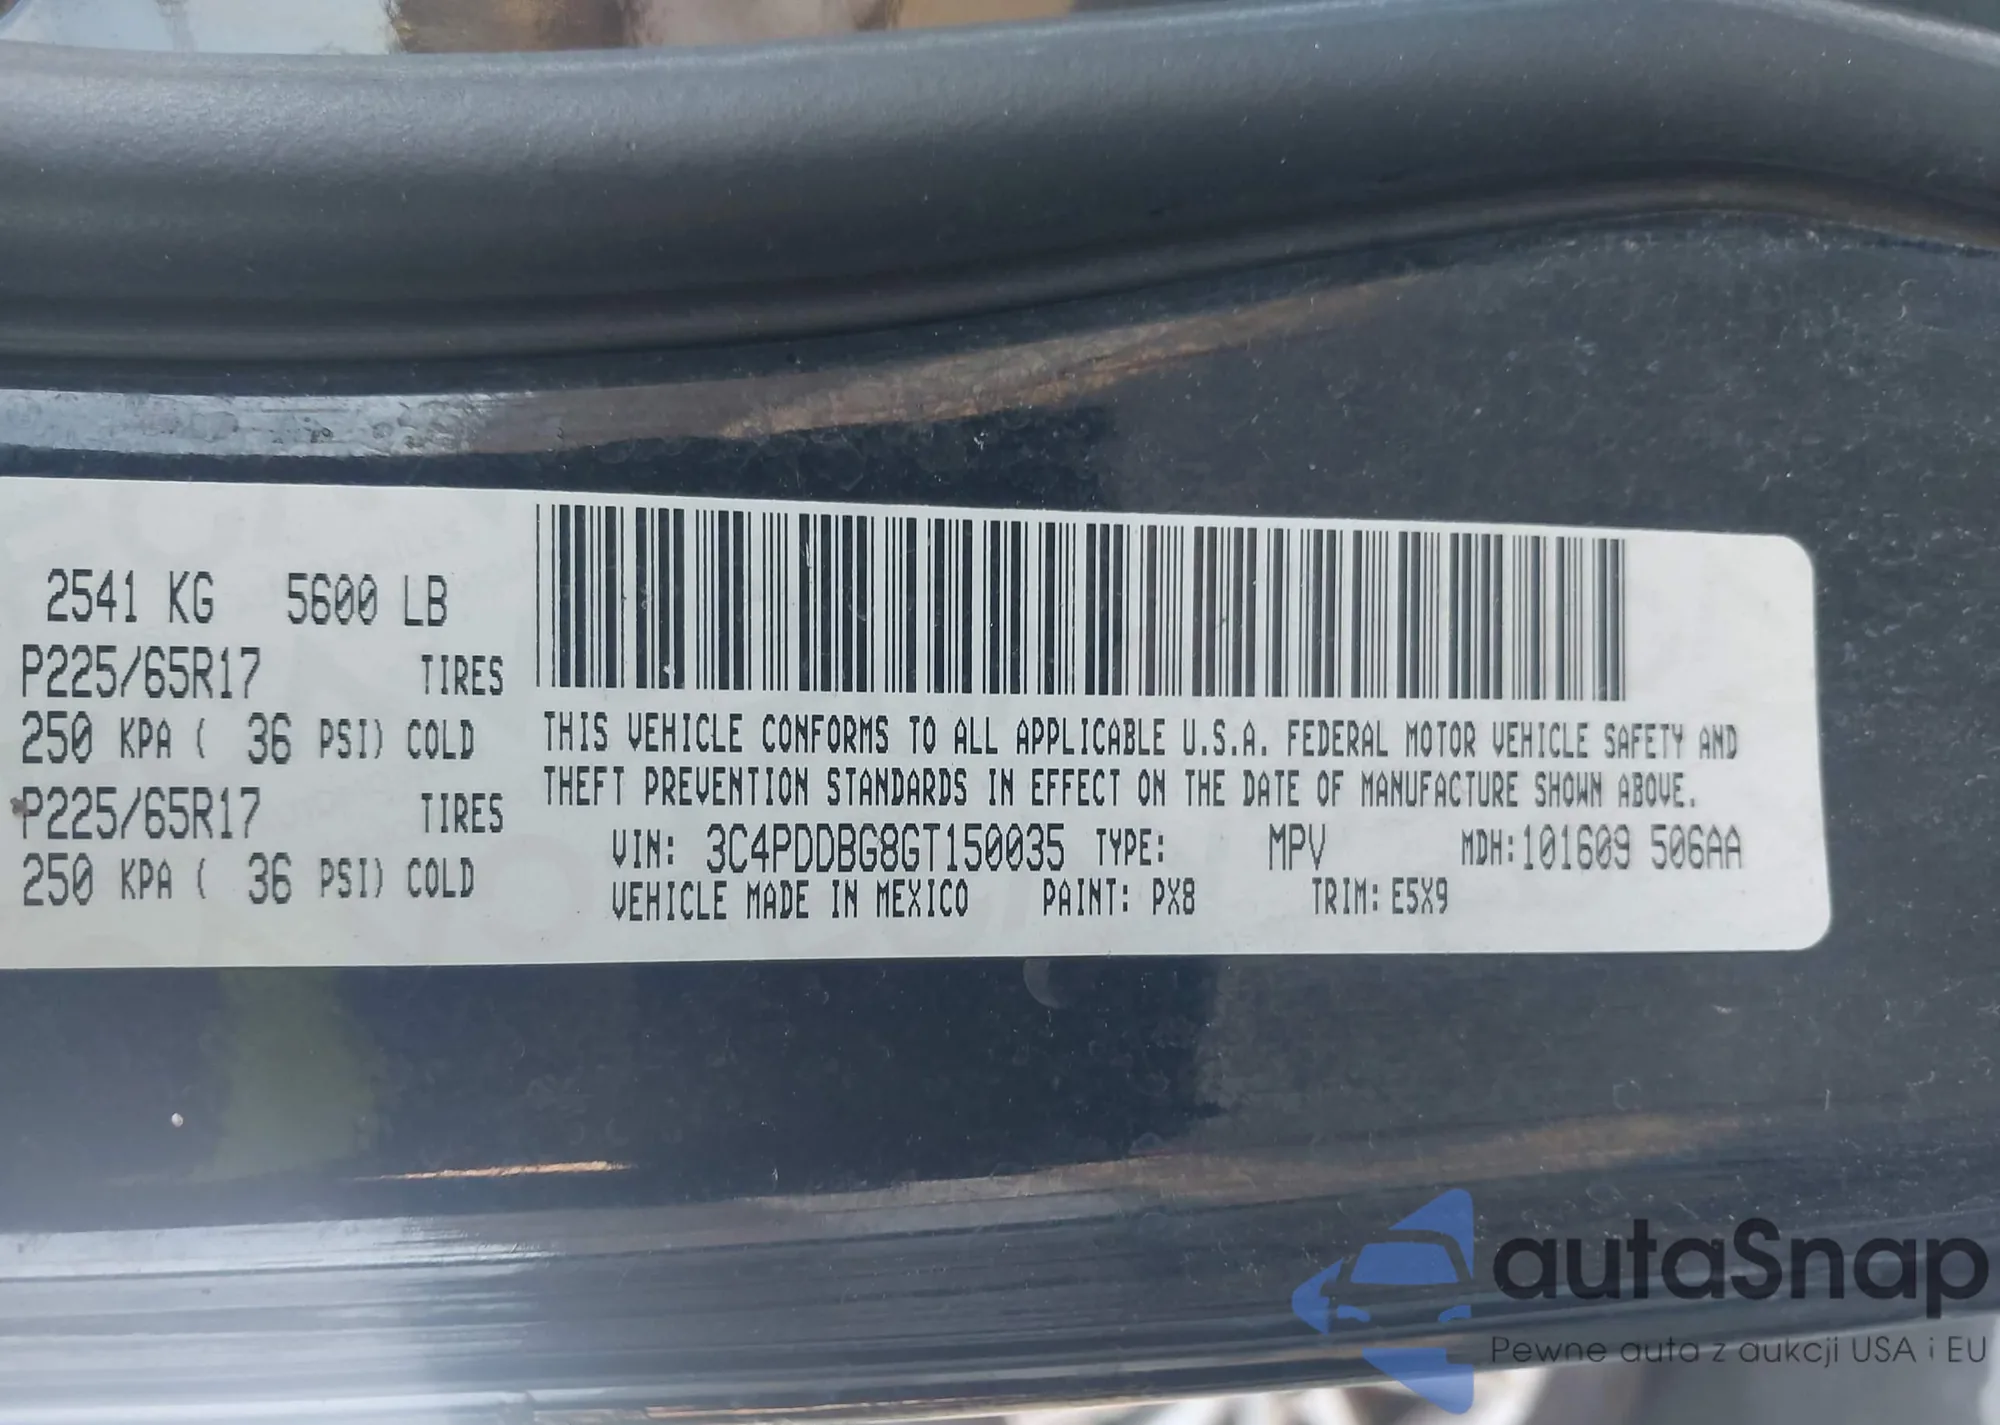 2541 KG 5600 LB
P225/65R17 TIRES
250 KPA ( 36 PSI) COLD
P225/65R17 TIRES
250 KPA ( 36 PSI) COLD
THIS VEHICLE CONFORMS TO ALL APPLICABLE U.S.A. FEDERAL MOTOR VEHICLE SAFETY AND
THEFT PREVENTION STANDARDS IN EFFECT ON THE DATE OF MANUFACTURE SHOWN ABOVE.
VIN: 3C4PDDBG8GT150035 TYPE: MPV MDH:101609 506AA
VEHICLE MADE IN MEXICO PAINT: PX8 TRIM: E5X9
autaSnap
Pewne auta z aukcji USA i EU